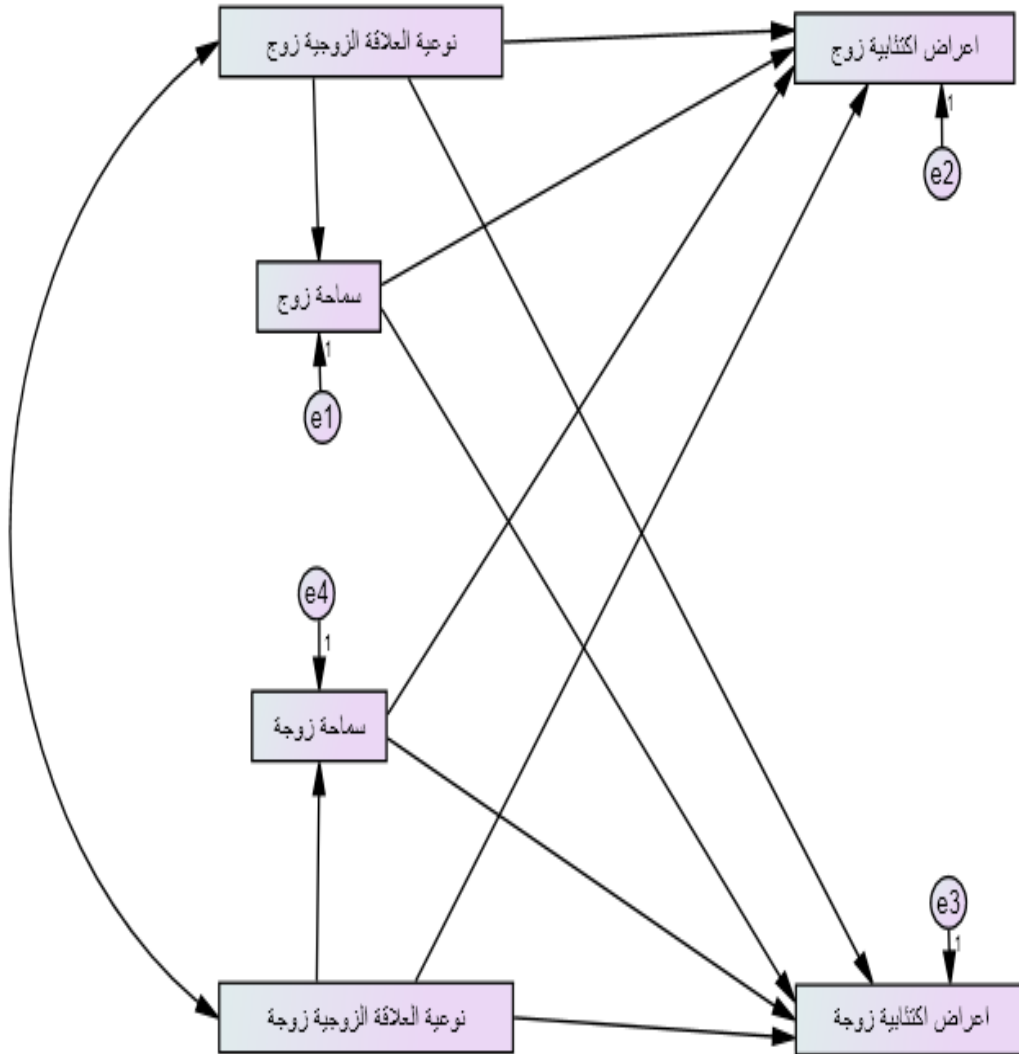 نوعية العلاقة الزوجية زوج
اعراض اكتئابية زوج
1
e2
سماحة زوج
1
e1
e4
1
سماحة زوجة
e3
1
نوعية العلاقة الزوجية زوجة
اعراض اكتئابية زوجة